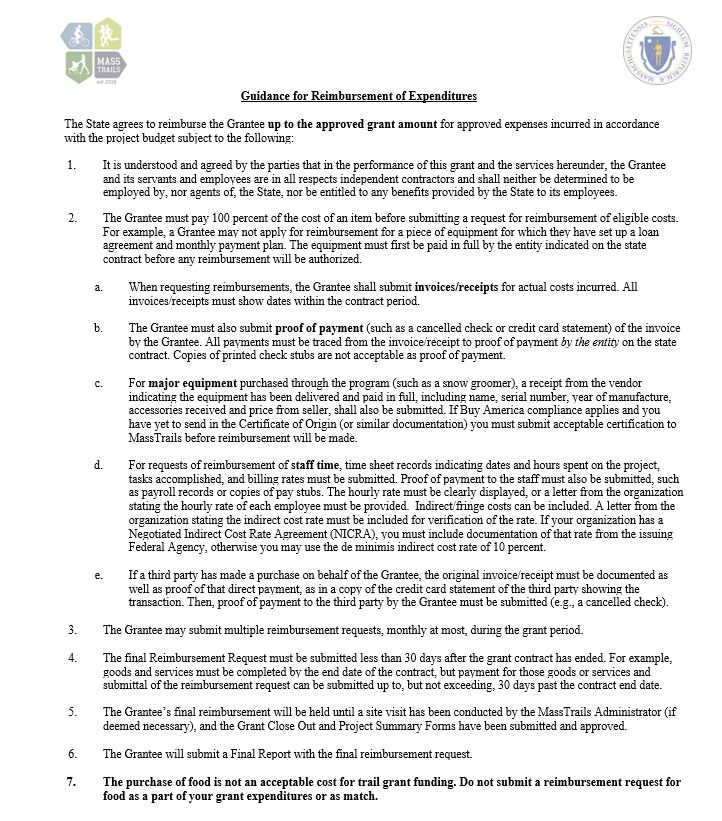 MASS
TRAILS
est 2018
Guidance for Reimbursement of Expenditures
The State agrees to reimburse the Grantee up to the approved grant amount for approved expenses incurred in accordance
with the project budget subject to the following:
1. It is understood and agreed by the parties that in the performance of this grant and the services hereunder, the Grantee
and its servants and employees are in all respects independent contractors and shall neither be determined to be
employed by, nor agents of, the State, nor be entitled to any benefits provided by the State to its employees.
2. The Grantee must pay 100 percent of the cost of an item before submitting a request for reimbursement of eligible costs.
For example, a Grantee may not apply for reimbursement for a piece of equipment for which they have set up a loan
agreement and monthly payment plan. The equipment must first be paid in full by the entity indicated on the state
contract before any reimbursement will be authorized.
a. When requesting reimbursements, the Grantee shall submit invoices/receipts for actual costs incurred. All
invoices/receipts must show dates within the contract period.
b. The Grantee must also submit proof of payment (such as a cancelled check or credit card statement) of the invoice
by the Grantee. All payments must be traced from the invoice/receipt to proof of payment by the entity on the state
contract. Copies of printed check stubs are not acceptable as proof of payment.
c. For major equipment purchased through the program (such as a snow groomer), a receipt from the vendor
indicating the equipment has been delivered and paid in full, including name, serial number, year of manufacture,
accessories received and price from seller, shall also be submitted. If Buy America compliance applies and you
have yet to send in the Certificate of Origin (or similar documentation) you must submit acceptable certification to
MassTrails before reimbursement will be made.
d. For requests of reimbursement of staff time, time sheet records indicating dates and hours spent on the project,
tasks accomplished, and billing rates must be submitted. Proof of payment to the staff must also be submitted, such
as payroll records or copies of pay stubs. The hourly rate must be clearly displayed, or a letter from the organization
stating the hourly rate of each employee must be provided. Indirect/fringe costs can be included. A letter from the
organization stating the indirect cost rate must be included for verification of the rate. If your organization has a
Negotiated Indirect Cost Rate Agreement (NICRA), you must include documentation of that rate from the issuing
Federal Agency, otherwise you may use the de minimis indirect cost rate of 10 percent.
e. If a third party has made a purchase on behalf of the Grantee, the original invoice/receipt must be documented as
well as proof of that direct payment, as in a copy of the credit card statement of the third party showing the
transaction. Then, proof of payment to the third party by the Grantee must be submitted (e.g., a cancelled check).
3. The Grantee may submit multiple reimbursement requests, monthly at most, during the grant period.
4. The final Reimbursement Request must be submitted less than 30 days after the grant contract has ended. For example,
goods and services must be completed by the end date of the contract, but payment for those goods or services and
submittal of the reimbursement request can be submitted up to, but not exceeding, 30 days past the contract end date.
5. The Grantee's final reimbursement will be held until a site visit has been conducted by the MassTrails Administrator (if
deemed necessary), and the Grant Close Out and Project Summary Forms have been submitted and approved.
6. The Grantee will submit a Final Report with the final reimbursement request.
7. The purchase of food is not an acceptable cost for trail grant funding. Do not submit a reimbursement request for
food as a part of your grant expenditures or as match.